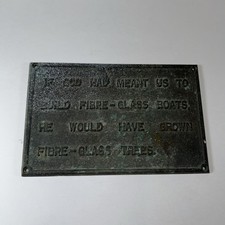 IF GOD HAD MEANT US TO
BUILD FIBRE-GLASS BOATS
HE WOULD HAVE GROWN
FIBRE-GLASS TREES.